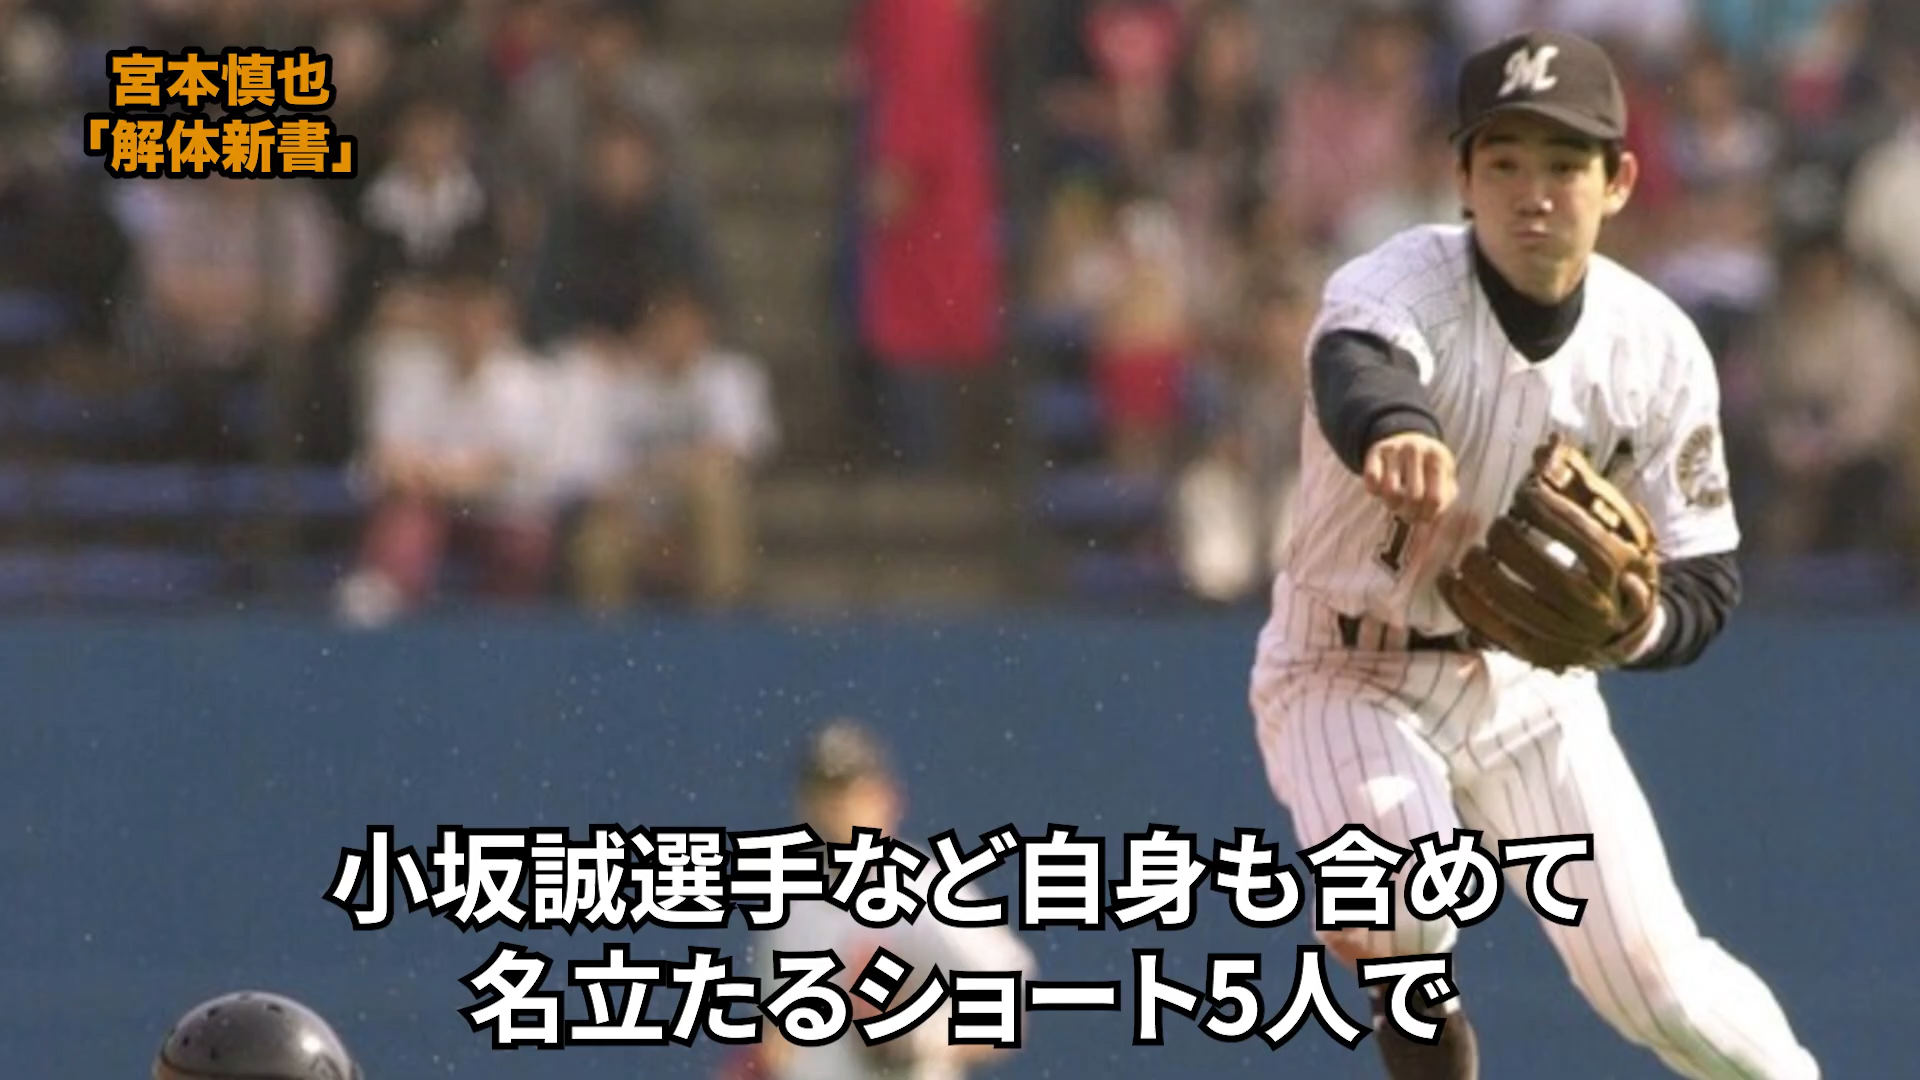 宮本慎也
「解体新書」
M
1
小坂誠選手など自身も含めて
名立たるショート5人で